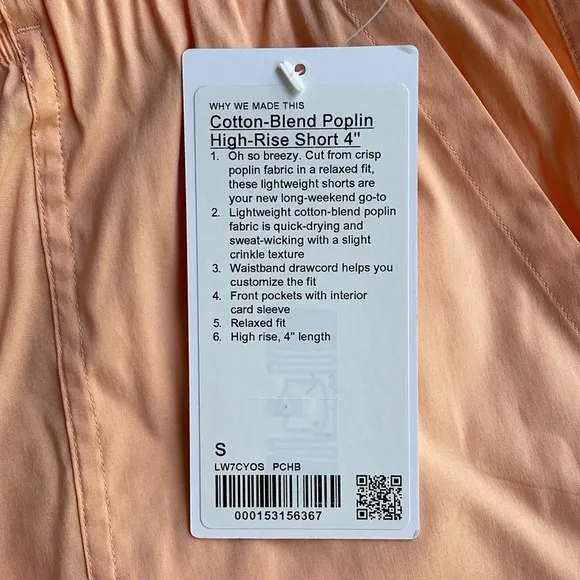 WHY WE MADE THIS
Cotton-Blend Poplin
High-Rise Short 4"
1. Oh so breezy. Cut from crisp
poplin fabric in a relaxed fit,
these lightweight shorts are
your new long-weekend go-to
2. Lightweight cotton-blend poplin
fabric is quick-drying and
sweat-wicking with a slight
crinkle texture
3. Waistband drawcord helps you
customize the fit
4. Front pockets with interior
card sleeve
5. Relaxed fit
6. High rise, 4" length
S
LW7CYOS PCHB
000153156367